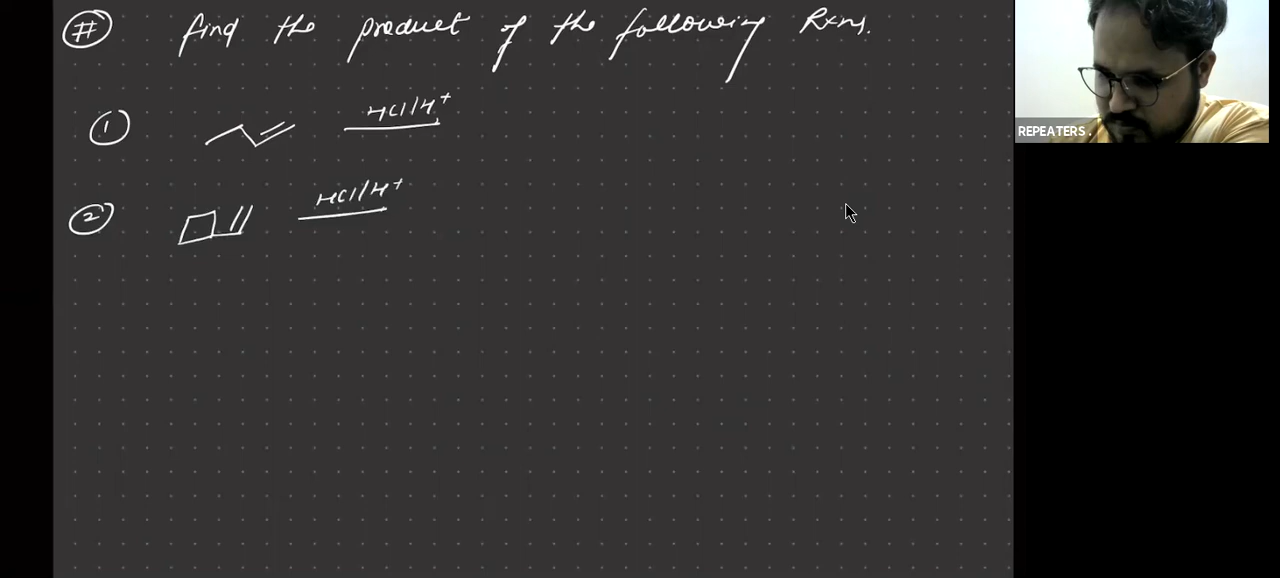 # find the product of the following Rxns.
① HCl/H+
② HCl/H+
REPEATERS .